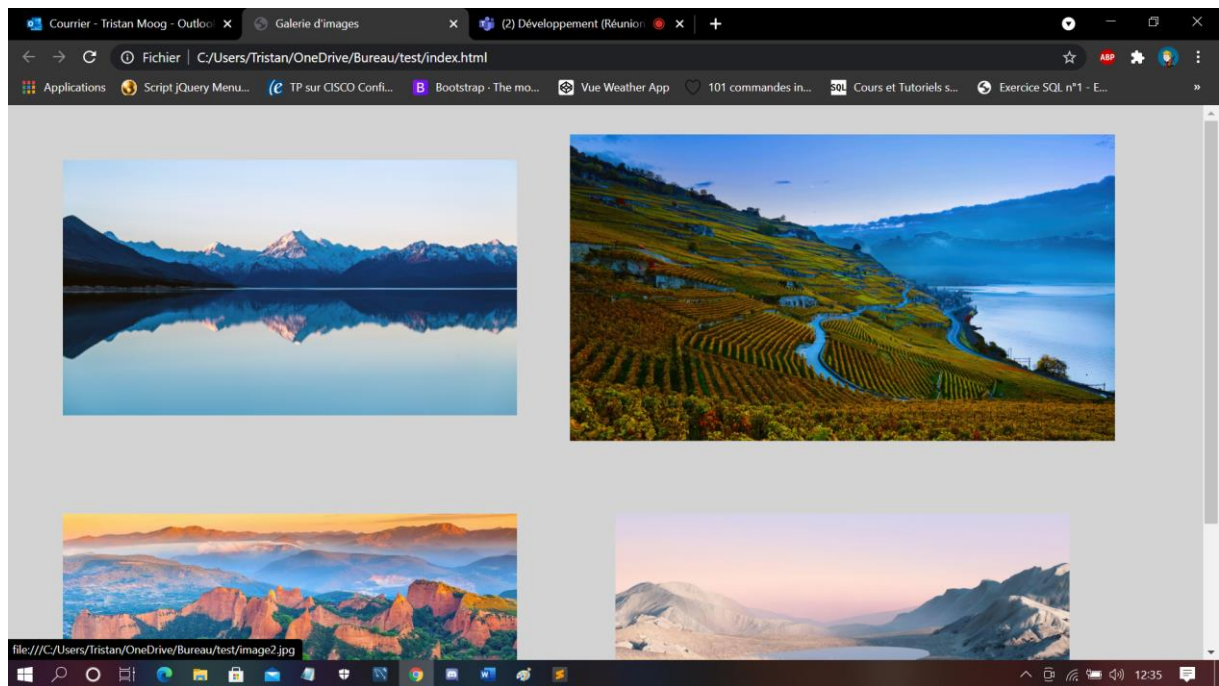 Courrier - Tristan Moog - Outloo
Galerie d'images
(2) Développement (Réunion
Fichier C:/Users/Tristan/OneDrive/Bureau/test/index.html
ABP
Applications
Script jQuery Menu...
TP sur CISCO Confi...
B Bootstrap · The mo...
Vue Weather App
101 commandes in...
SQL Cours et Tutoriels s...
Exercice SQL n°1 - E...
»
file:///C:/Users/Tristan/OneDrive/Bureau/test/image2.jpg
12:35